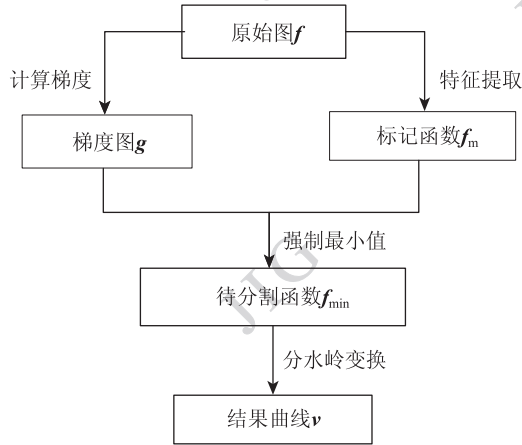 原始图f
计算梯度
特征提取
梯度图g
标记函数fm
强制最小值
待分割函数fmin
JIG
分水岭变换
结果曲线v